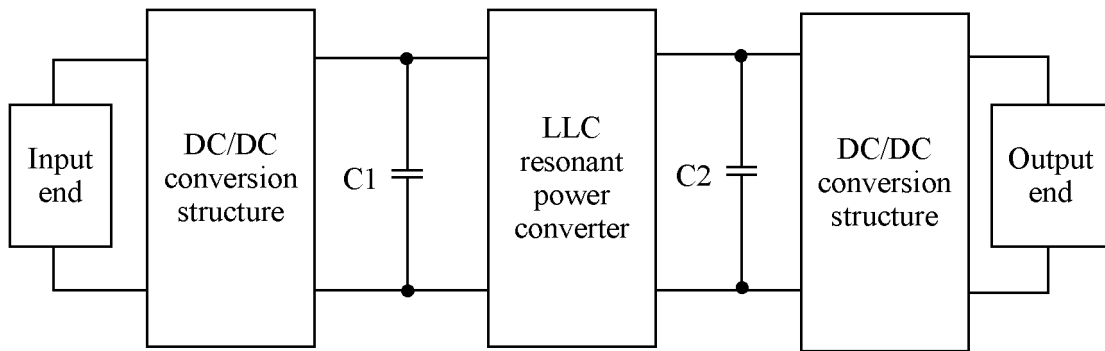 Input
end
DC/DC
conversion
structure
C1
LLC
resonant
power
converter
C2
DC/DC
conversion
structure
Output
end